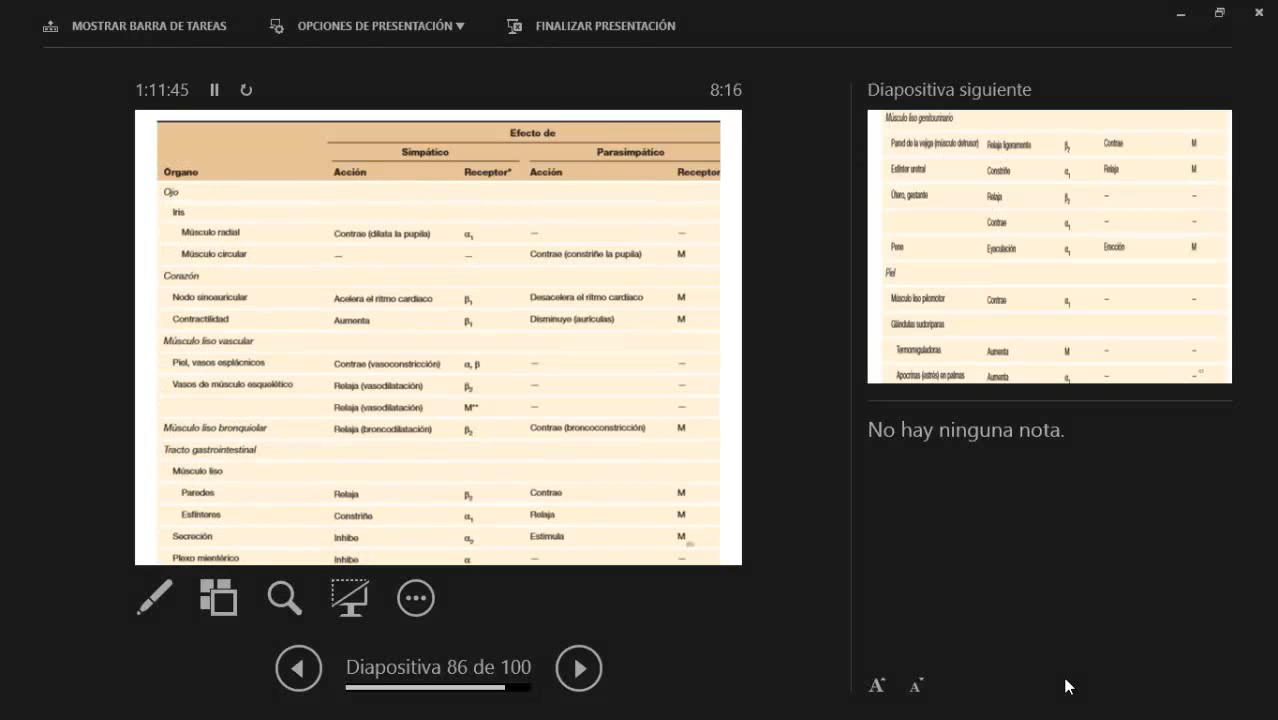 MOSTRAR BARRA DE TAREAS OPCIONES DE PRESENTACIÓN ▼ FINALIZAR PRESENTACIÓN
1:11:45 8:16
Efecto de
Simpático Parasimpático
Órgano Acción Receptor* Acción Receptor
Ojo
Iris
Músculo radial Contrae (dilata la pupila) α1 — —
Músculo circular — — Contrae (constriñe la pupila) M
Corazón
Nodo sinoauricular Acelera el ritmo cardiaco β1 Desacelera el ritmo cardiaco M
Contractilidad Aumenta β1 Disminuye (aurículas) M
Músculo liso vascular
Piel, vasos esplácnicos Contrae (vasoconstricción) α, β — —
Vasos de músculo esquelético Relaja (vasodilatación) β2 — —
Relaja (vasodilatación) M** — —
Músculo liso bronquiolar Relaja (broncodilatación) β2 Contrae (broncoconstricción) M
Tracto gastrointestinal
Músculo liso
Paredes Relaja β2 Contrae M
Esfínteres Constriñe α1 Relaja M
Secreción Inhibe α2 Estimula M
Plexo mientérico Inhibe α — —
Diapositiva 86 de 100
Diapositiva siguiente
Músculo liso genitourinario
Pared de la vejiga (músculo detrusor) Relaja ligeramente β2 Contrae M
Esfínter uretral Constriñe α1 Relaja M
Útero, gestante Relaja β2 — —
Contrae α1 — —
Pene Eyaculación α1 Erección M
Piel
Músculo liso pilomotor Contrae α1 — —
Glándulas sudoríparas
Termorreguladoras Aumenta M — —
Apocrinas (estrés) en palmas Aumenta α1 — —
No hay ninguna nota.
A A